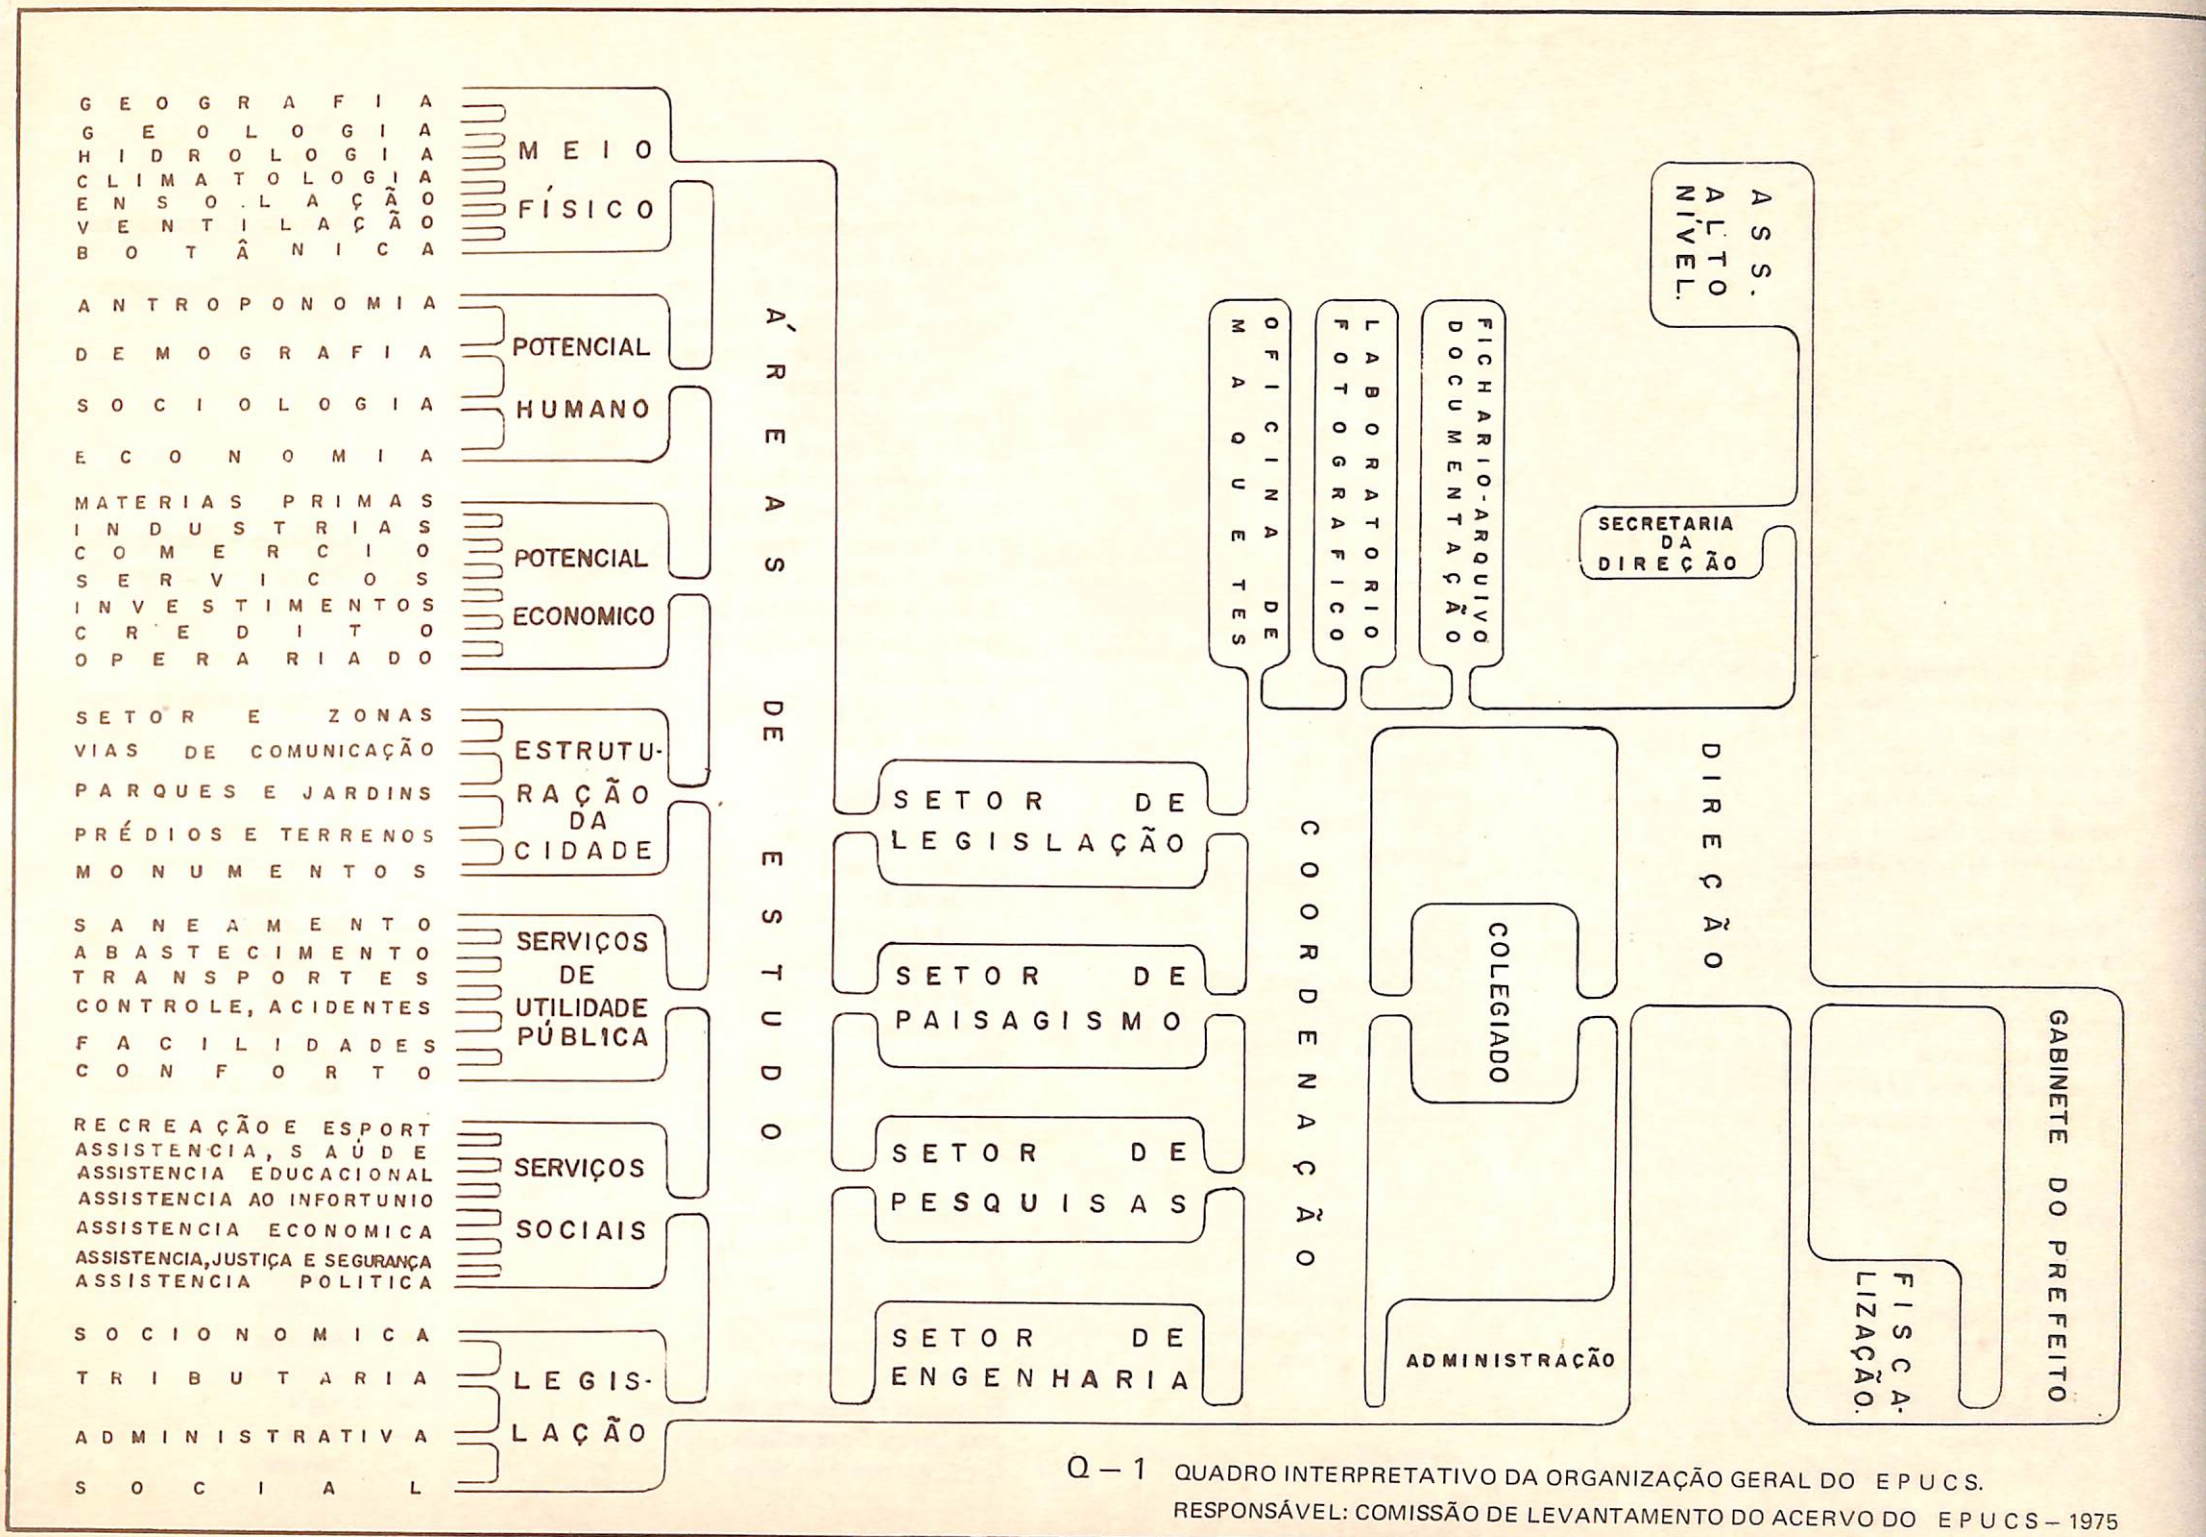 GEOGRAFIA
GEOLOGIA
HIDROLOGIA
CLIMATOLOGIA
ENSO.LAÇÃO
VENTILAÇÃO
BOTÂNICA
MEIO
FÍSICO
ANTROPONOMIA
DEMOGRAFIA
SOCIOLOGIA
ECONOMIA
POTENCIAL
HUMANO
MATERIAS PRIMAS
INDUSTRIAS
COMERCIO
SERVICOS
INVESTIMENTOS
CREDITO
OPERARIADO
POTENCIAL
ECONOMICO
SETOR E ZONAS
VIAS DE COMUNICAÇÃO
PARQUES E JARDINS
PRÉDIOS E TERRENOS
MONUMENTOS
ESTRUTU-
RAÇÃO
DA
CIDADE
SANEAMENTO
ABASTECIMENTO
TRANSPORTES
CONTROLE, ACIDENTES
FACILIDADES
CONFORTO
SERVIÇOS
DE
UTILIDADE
PÚBLICA
RECREAÇÃO E ESPORT
ASSISTENCIA, SAÚDE
ASSISTENCIA EDUCACIONAL
ASSISTENCIA AO INFORTUNIO
ASSISTENCIA ECONOMICA
ASSISTENCIA, JUSTIÇA E SEGURANÇA
ASSISTENCIA POLITICA
SERVIÇOS
SOCIAIS
SOCIONOMICA
TRIBUTARIA
ADMINISTRATIVA
SOCIAL
LEGIS-
LAÇÃO
ÁREAS DE ESTUDO
SETOR DE
LEGISLAÇÃO
SETOR DE
PAISAGISMO
SETOR DE
PESQUISAS
SETOR DE
ENGENHARIA
OFICINA DE
MAQUETES
LABORATORIO
FOTOGRAFICO
FICHARIO-ARQUIVO
DOCUMENTAÇÃO
COORDENAÇÃO
COLEGIADO
ADMINISTRAÇÃO
ASS.
ALTO
NÍVEL.
SECRETARIA
DA
DIREÇÃO
DIREÇÃO
FISCA-
LIZAÇÃO.
GABINETE DO PREFEITO
Q – 1 QUADRO INTERPRETATIVO DA ORGANIZAÇÃO GERAL DO EPUCS.
RESPONSÁVEL: COMISSÃO DE LEVANTAMENTO DO ACERVO DO EPUCS – 1975